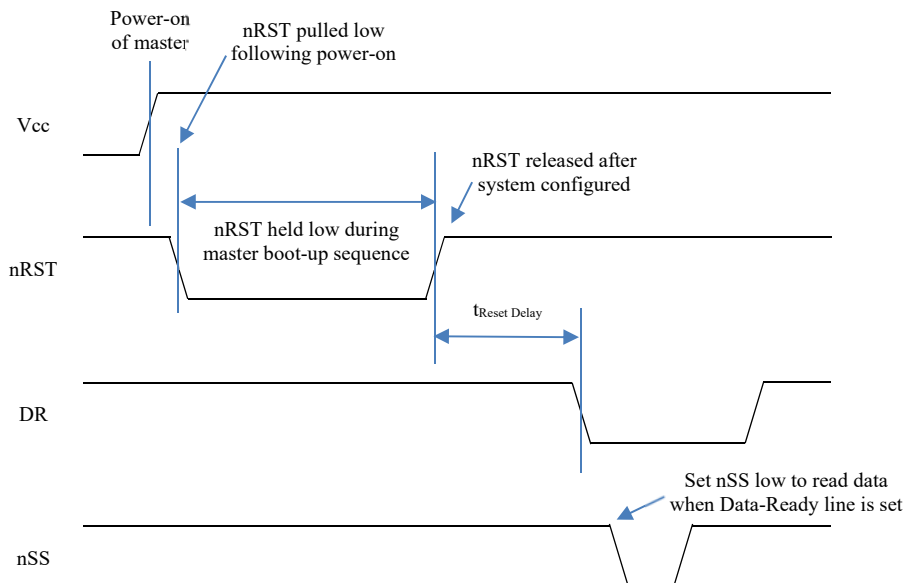 Power-on
of master
nRST pulled low
following power-on
Vcc
nRST released after
system configured
nRST held low during
master boot-up sequence
nRST
tReset Delay
DR
Set nSS low to read data
when Data-Ready line is set
nSS